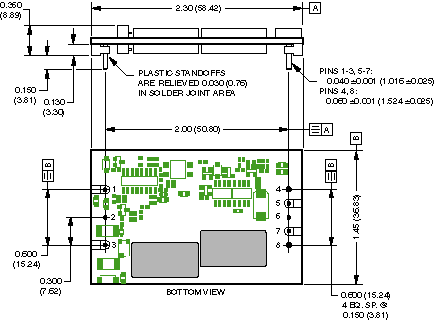 2.30 (58.42)
A
0.350
(8.89)
0.150
(3.81)
0.130
(3.30)
PLASTIC STANDOFFS
ARE RELIEVED 0.030 (0.76)
IN SOLDER JOINT AREA
PINS 1-3, 5-7:
0.040 ±0.001 (1.016 ±0.025)
PINS 4, 8:
0.060 ±0.001 (1.524 ±0.025)
2.00 (50.80)
A
B
B
B
1
2
3
4
5
6
7
8
0.600
(15.24)
0.300
(7.62)
1.45 (36.83)
BOTTOM VIEW
0.600 (15.24)
4 EQ. SP. @
0.150 (3.81)